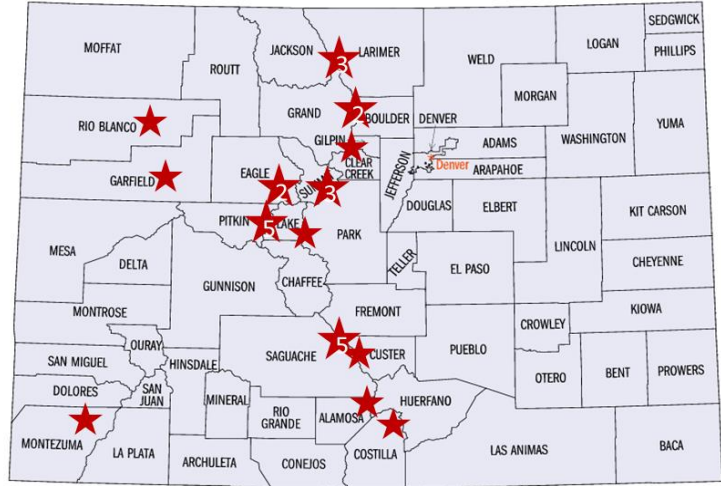 SEDGWICK
MOFFAT
JACKSON
LARIMER
LOGAN
PHILLIPS
ROUTT
WELD
3
MORGAN
GRAND
2
BOULDER
DENVER
YUMA
RIO BLANCO
WASHINGTON
GILPIN
ADAMS
CLEAR
CREEK
JEFFERSON
Denver
ARAPAHOE
EAGLE
GARFIELD
2
3
DOUGLAS
ELBERT
KIT CARSON
PITKIN
5
LAKE
PARK
MESA
LINCOLN
DELTA
TELLER
EL PASO
CHEYENNE
GUNNISON
CHAFFEE
MONTROSE
FREMONT
KIOWA
CROWLEY
OURAY
5
SAGUACHE
CUSTER
PUEBLO
SAN MIGUEL
HINSDALE
OTERO
BENT
PROWERS
DOLORES
SAN
JUAN
MINERAL
HUERFANO
RIO
GRANDE
ALAMOSA
MONTEZUMA
LA PLATA
COSTILLA
LAS ANIMAS
BACA
ARCHULETA
CONEJOS